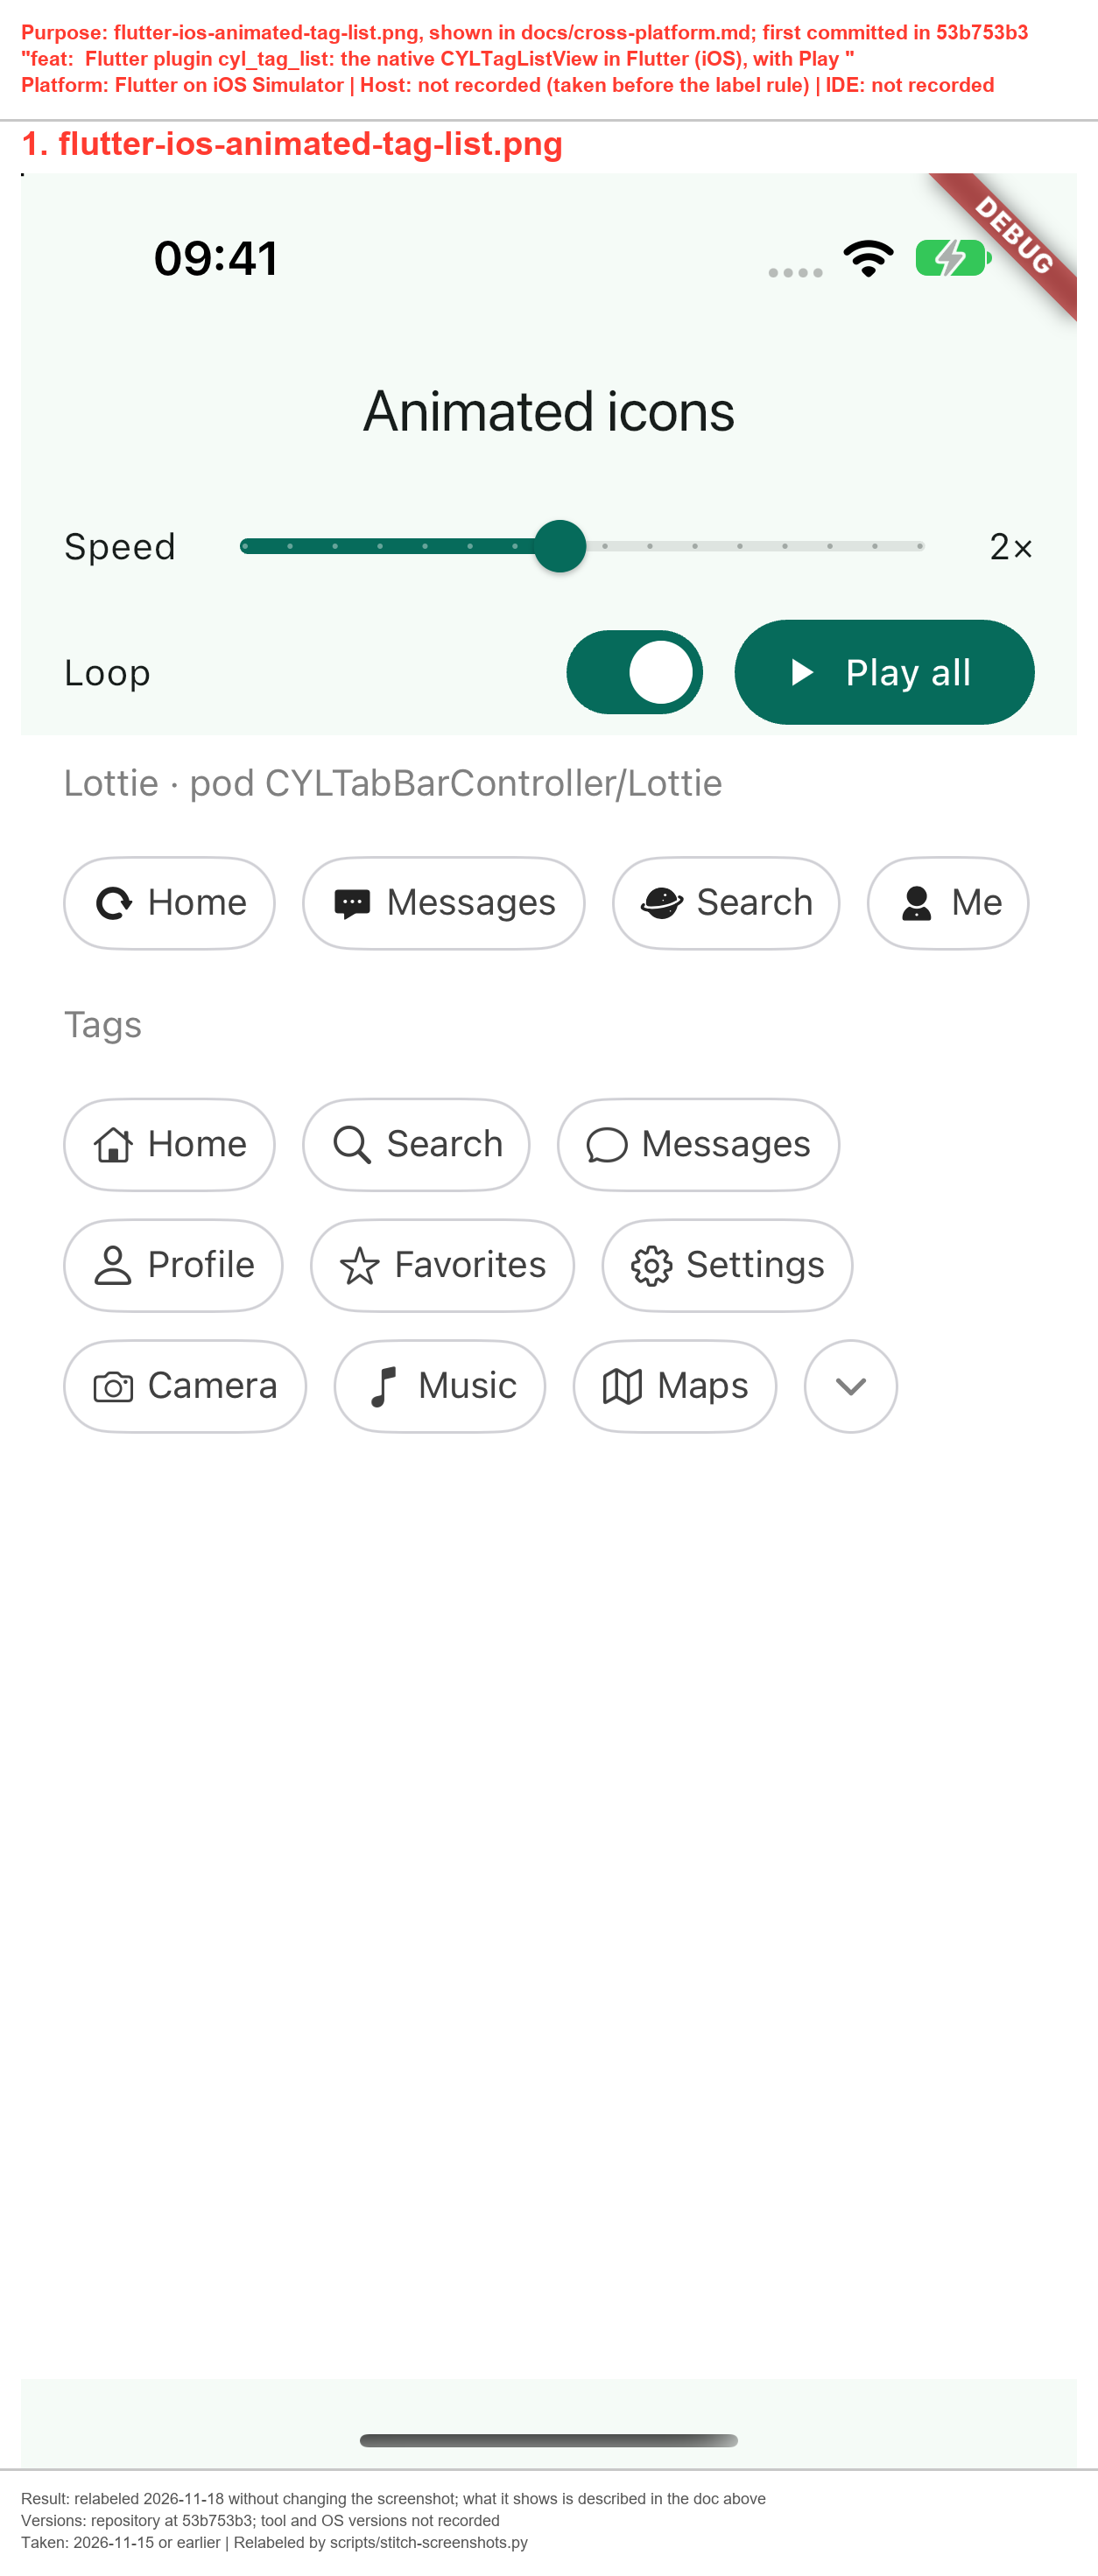 Purpose: flutter-ios-animated-tag-list.png, shown in docs/cross-platform.md; first committed in 53b753b3
"feat:  Flutter plugin cyl_tag_list: the native CYLTagListView in Flutter (iOS), with Play "
Platform: Flutter on iOS Simulator | Host: not recorded (taken before the label rule) | IDE: not recorded
1. flutter-ios-animated-tag-list.png
DEBUG
09:41
Animated icons
Speed 2×
Loop Play all
Lottie · pod CYLTabBarController/Lottie
Home Messages Search Me
Tags
Home Search Messages
Profile Favorites Settings
Camera Music Maps
Result: relabeled 2026-11-18 without changing the screenshot; what it shows is described in the doc above
Versions: repository at 53b753b3; tool and OS versions not recorded
Taken: 2026-11-15 or earlier | Relabeled by scripts/stitch-screenshots.py